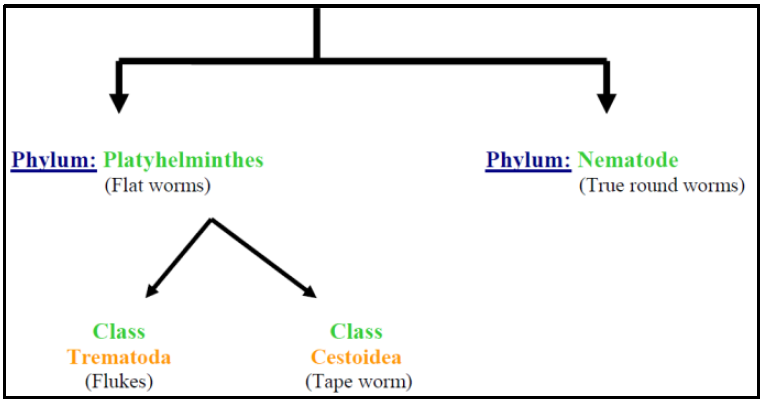 Phylum: Platyhelminthes
(Flat worms)
Phylum: Nematode
(True round worms)
Class
Trematoda
(Flukes)
Class
Cestoidea
(Tape worm)